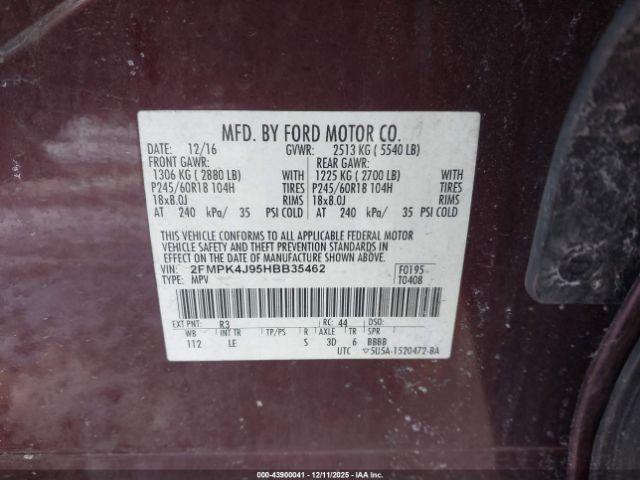 MFD. BY FORD MOTOR CO.
DATE: 12/16 GVWR: 2513 KG ( 5540 LB)
FRONT GAWR: REAR GAWR:
1306 KG ( 2880 LB) WITH 1225 KG ( 2700 LB) WITH
P245/60R18 104H TIRES P245/60R18 104H TIRES
18x8.0J RIMS 18x8.0J RIMS
AT 240 kPa/ 35 PSI COLD AT 240 kPa/ 35 PSI COLD
THIS VEHICLE CONFORMS TO ALL APPLICABLE FEDERAL MOTOR
VEHICLE SAFETY AND THEFT PREVENTION STANDARDS IN
EFFECT ON THE DATE OF MANUFACTURE SHOWN ABOVE.
VIN: 2FMPK4J95HBB35462 F0195
TYPE: MPV T0408
EXT PNT: R3 RC: 44 DSO:
WB INT TR TP/PS R AXLE TR SPR
112 LE S 3D 6 BBBB
UTC ▽5U5A-1520472-BA
000-43900041 - 12/11/2025 - IAAI